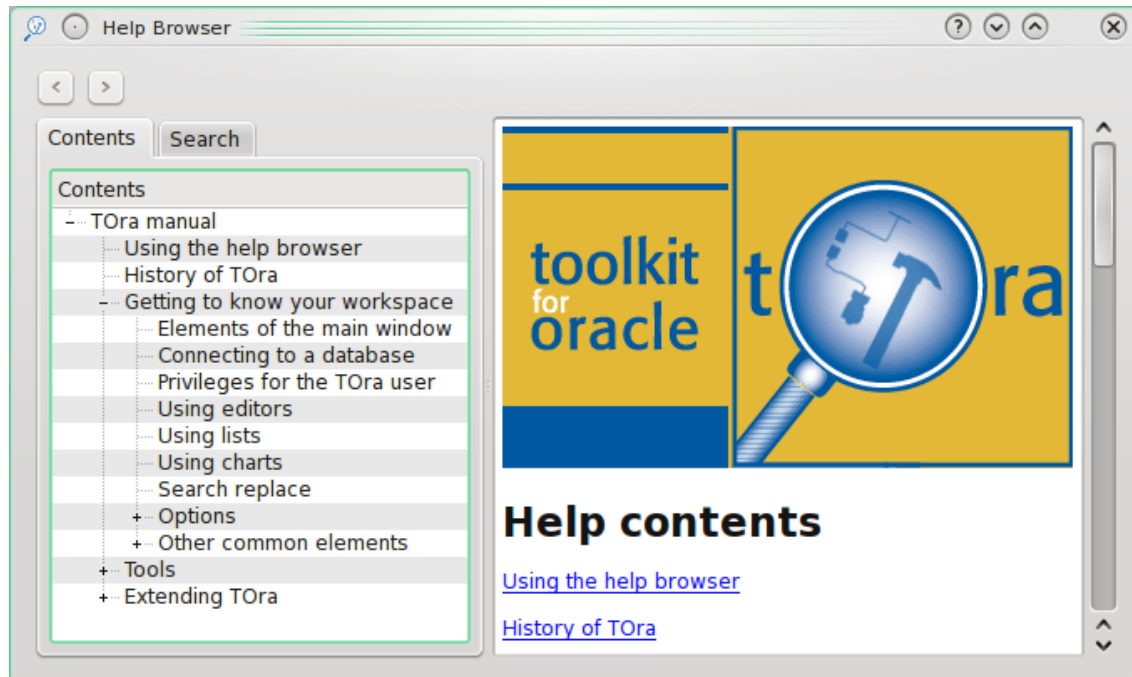 Help Browser
Contents
Search
Contents
TOra manual
Using the help browser
History of TOra
Getting to know your workspace
Elements of the main window
Connecting to a database
Privileges for the TOra user
Using editors
Using lists
Using charts
Search replace
Options
Other common elements
Tools
Extending TOra
toolkit
for
oracle
t ra
Help contents
Using the help browser
History of TOra